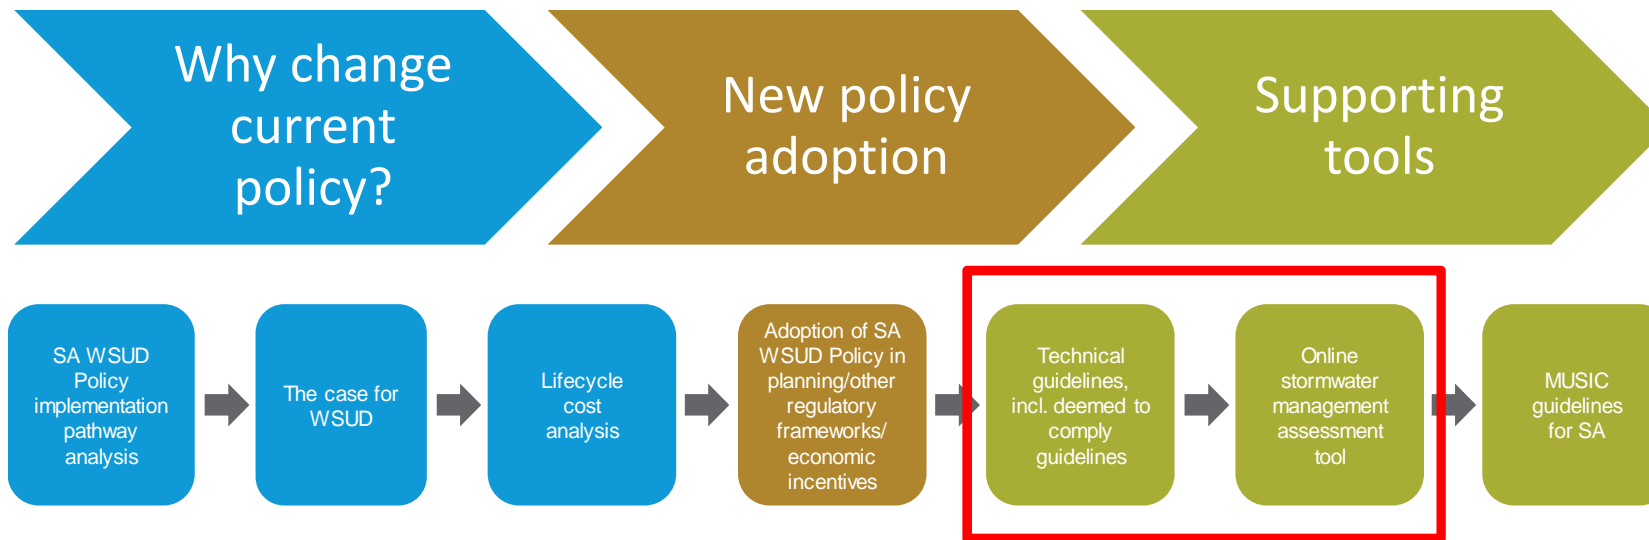 Why change
current
policy?
New policy
adoption
Supporting
tools
SA WSUD
Policy
implementation
pathway
analysis
The case for
WSUD
Lifecycle
cost
analysis
Adoption of SA
WSUD Policy in
planning/other
regulatory
frameworks/
economic
incentives
Technical
guidelines,
incl. deemed to
comply
guidelines
Online
stormwater
management
assessment
tool
MUSIC
guidelines
for SA